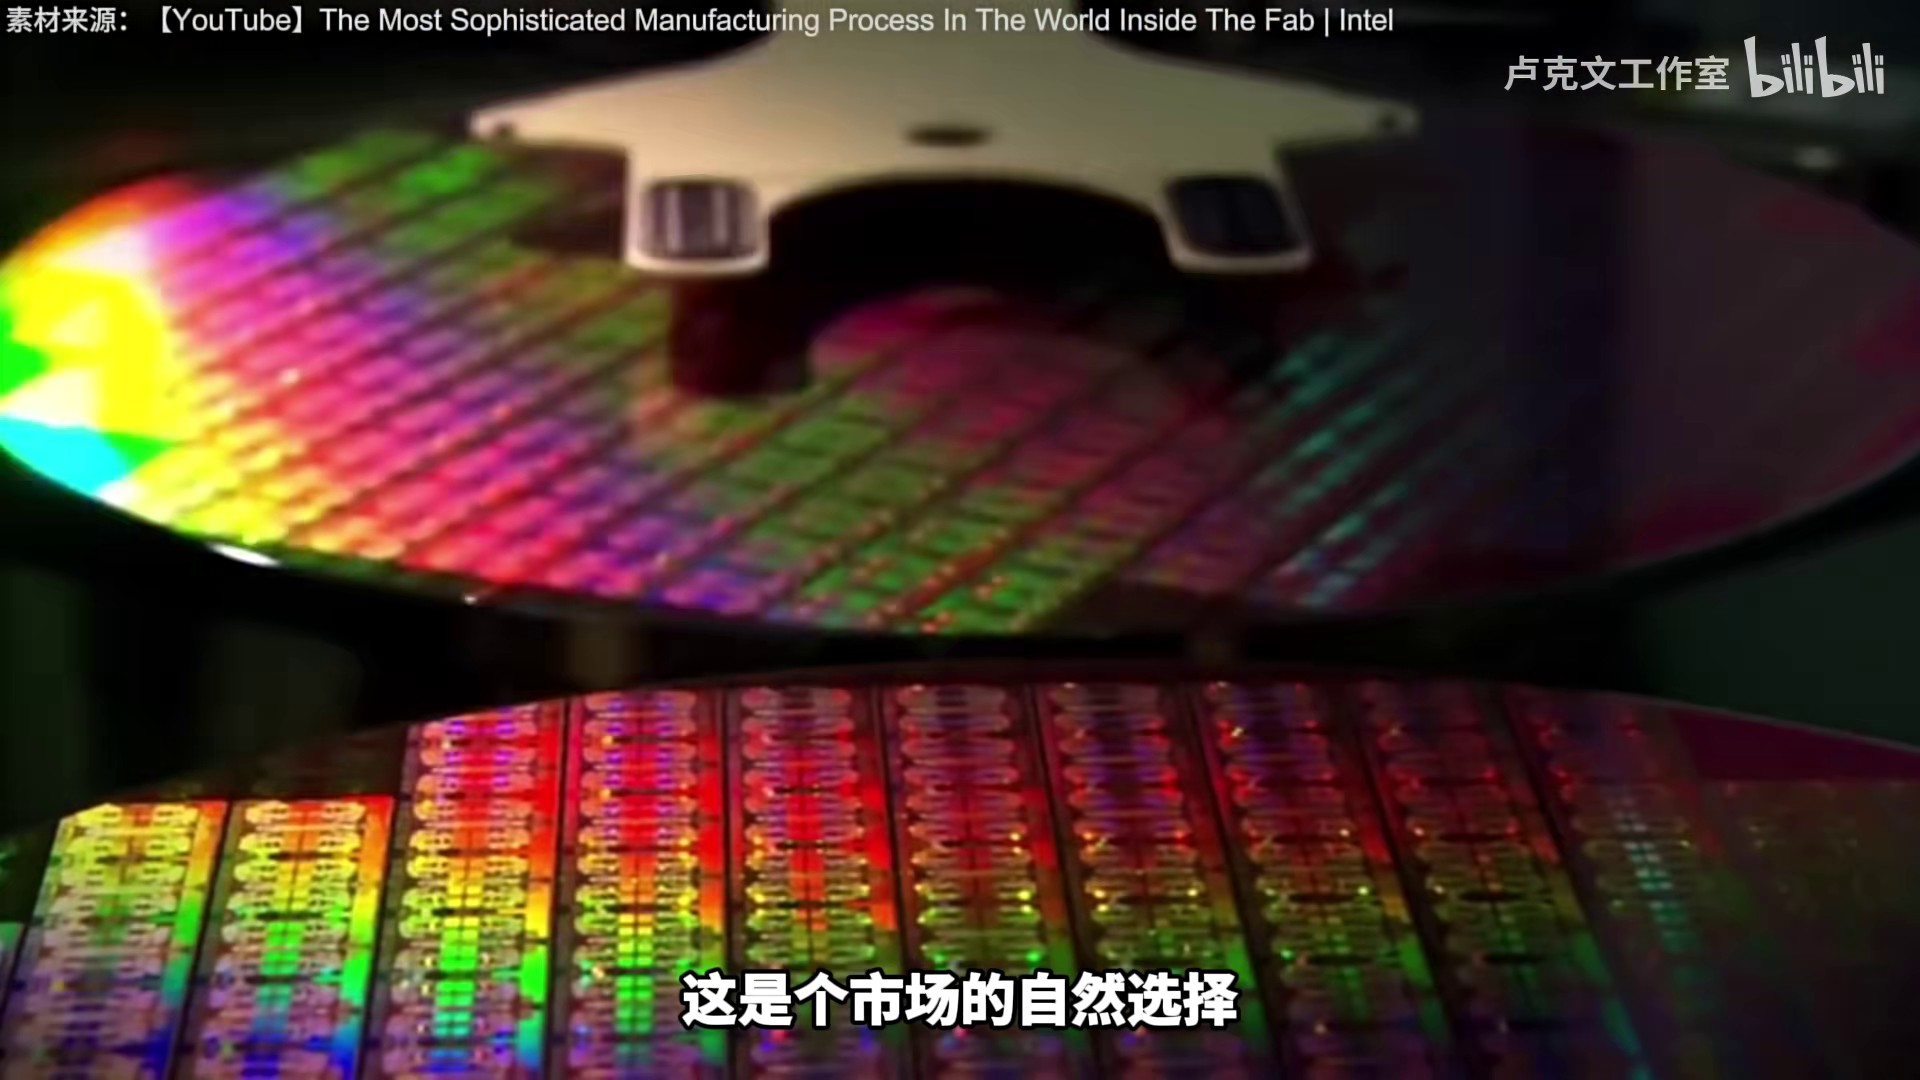 素材来源：【YouTube】The Most Sophisticated Manufacturing Process In The World Inside The Fab | Intel
卢克文工作室 bilibili
这是个市场的自然选择